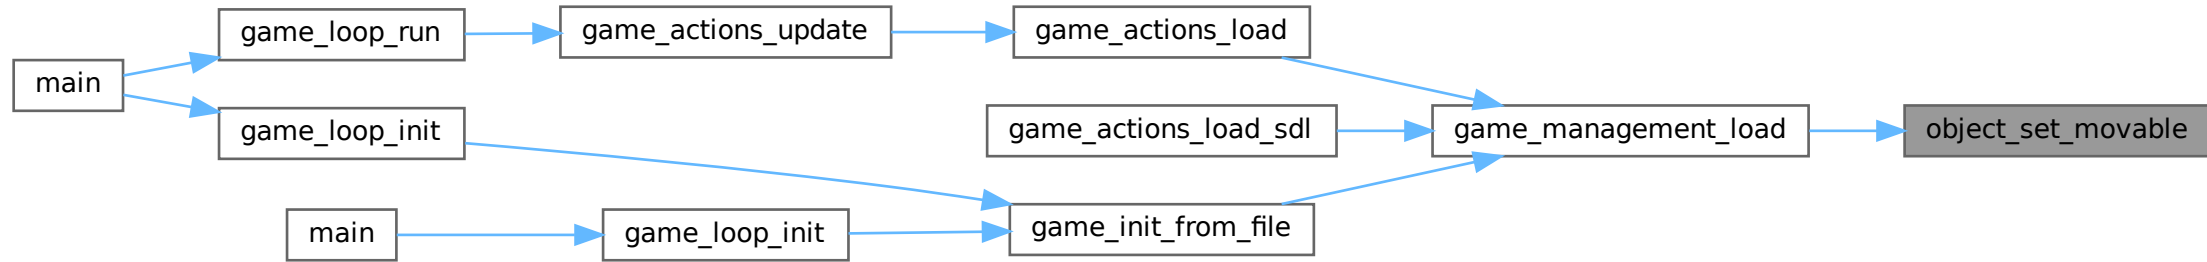 game_loop_run
game_actions_update
game_actions_load
main
game_loop_init
game_actions_load_sdl
game_management_load
object_set_movable
main
game_loop_init
game_init_from_file